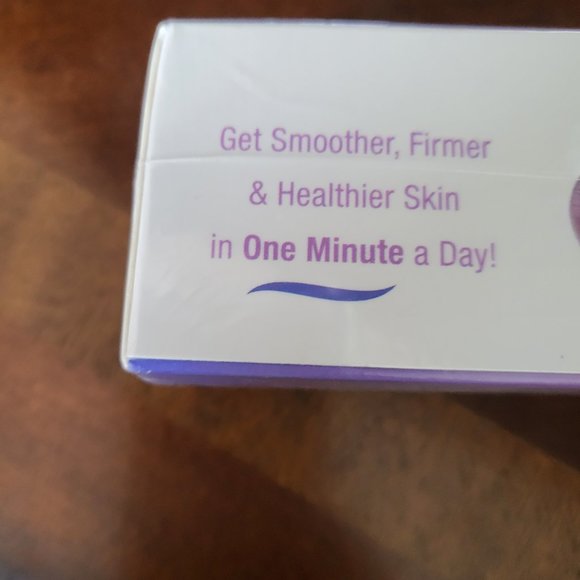 Get Smoother, Firmer
& Healthier Skin
in One Minute a Day!